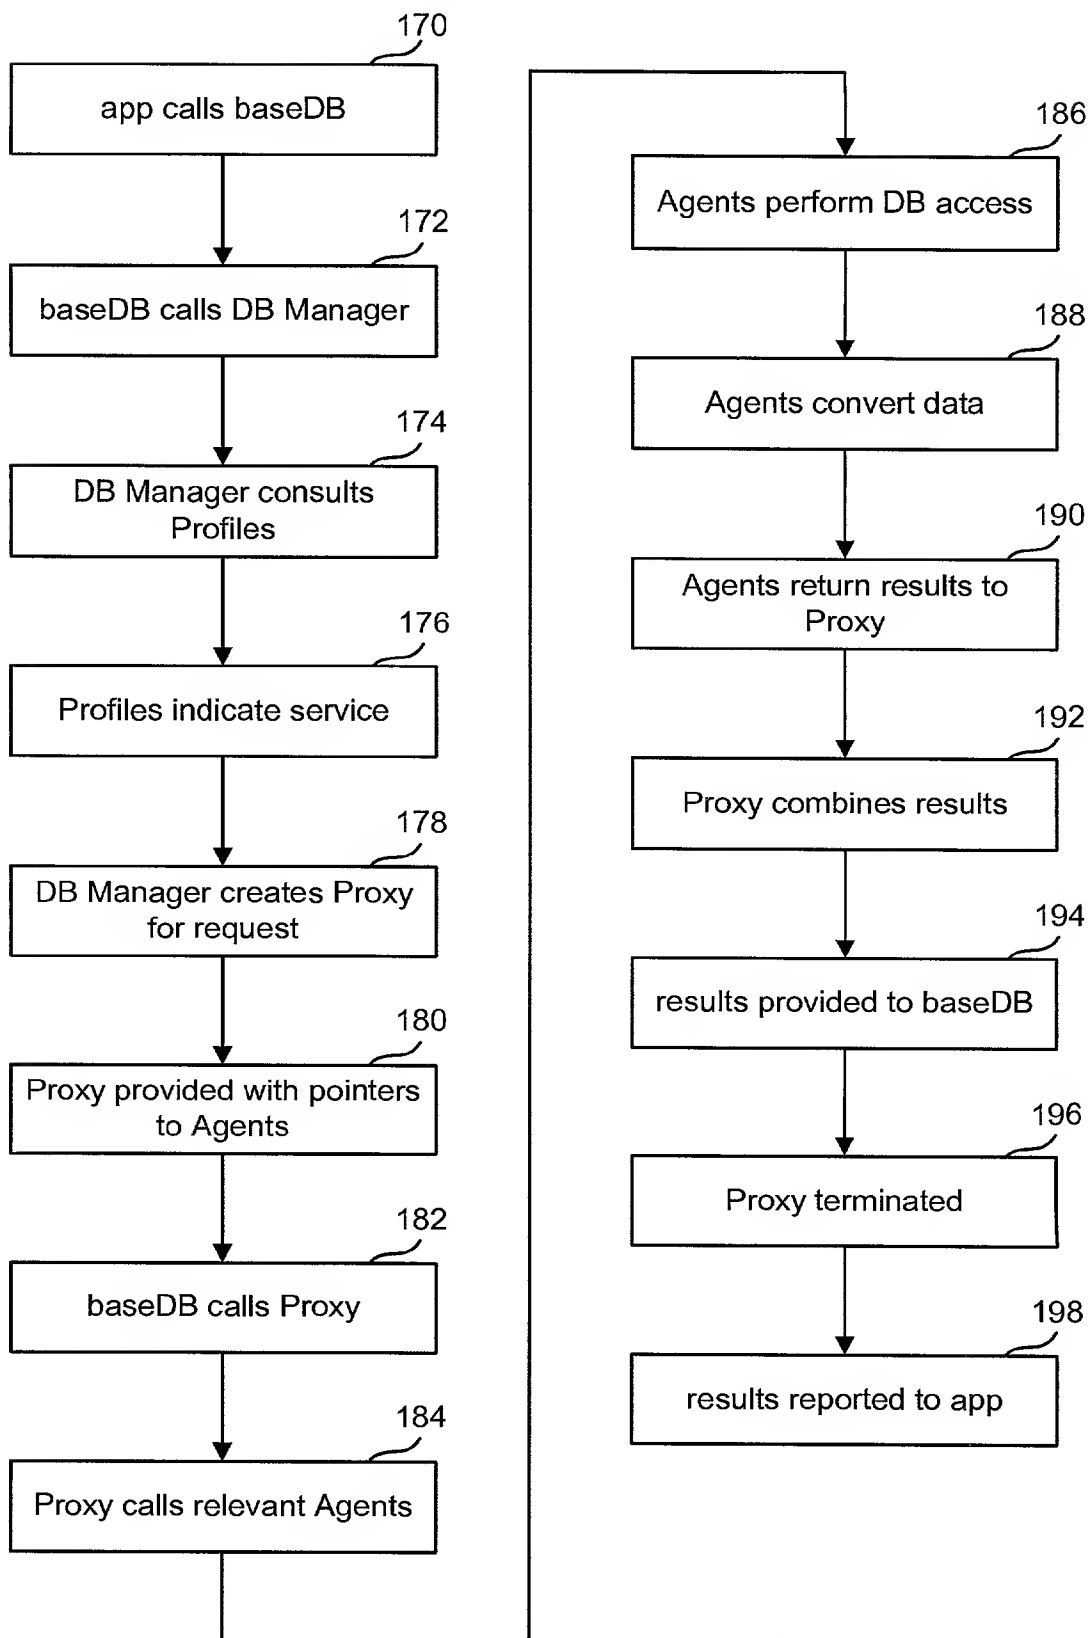 170
app calls baseDB
172
baseDB calls DB Manager
174
DB Manager consults
Profiles
176
Profiles indicate service
178
DB Manager creates Proxy
for request
180
Proxy provided with pointers
to Agents
182
baseDB calls Proxy
184
Proxy calls relevant Agents
186
Agents perform DB access
188
Agents convert data
190
Agents return results to
Proxy
192
Proxy combines results
194
results provided to baseDB
196
Proxy terminated
198
results reported to app